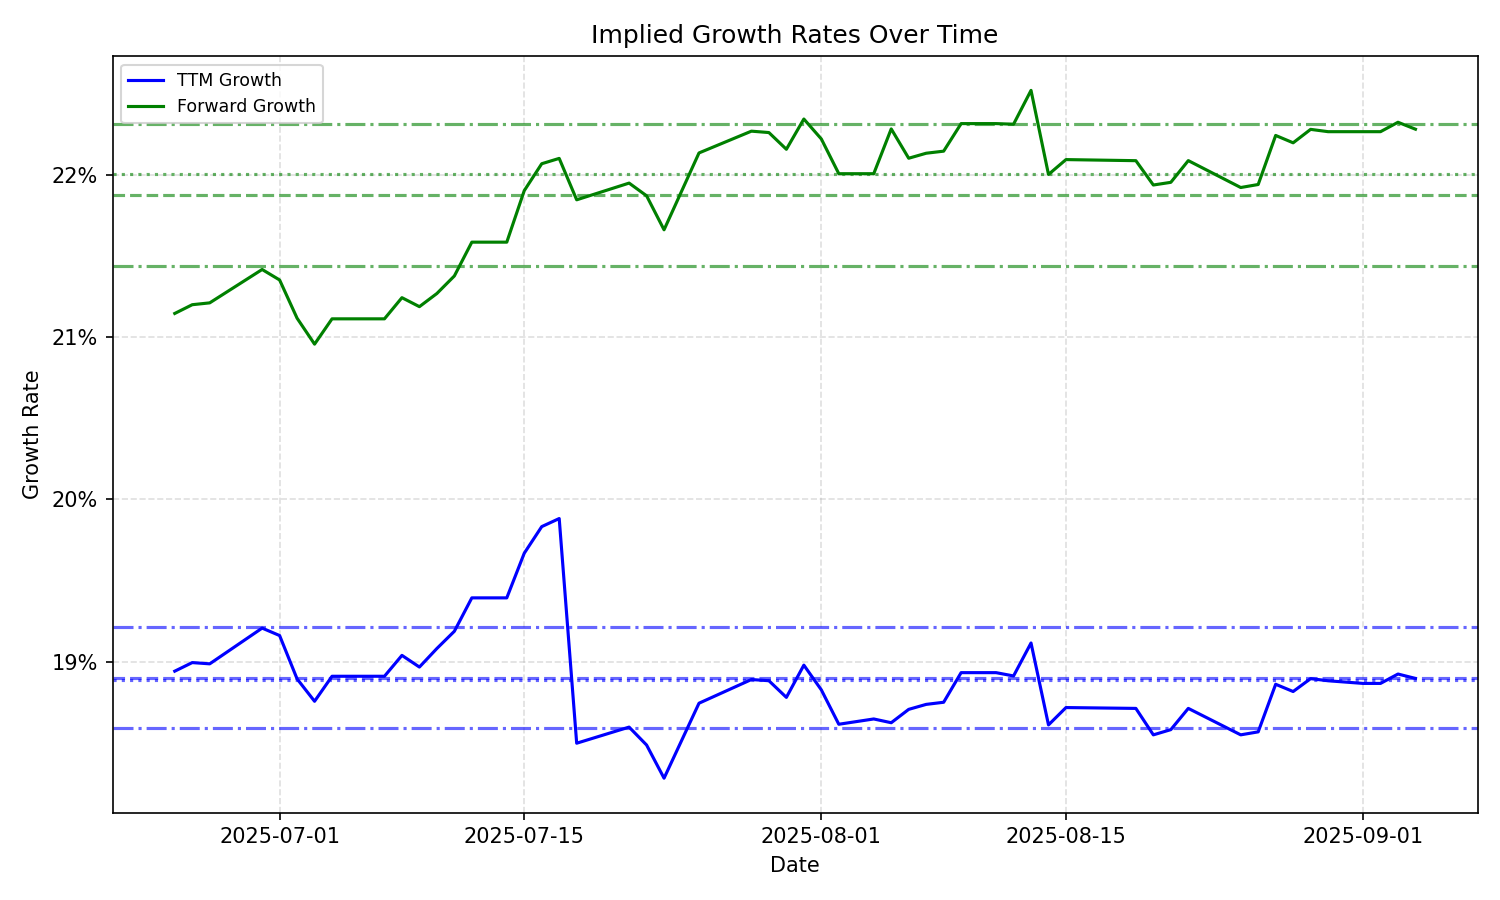 Implied Growth Rates Over Time
TTM Growth
Forward Growth
22%
21%
20%
19%
Growth Rate
2025-07-01
2025-07-15
2025-08-01
2025-08-15
2025-09-01
Date